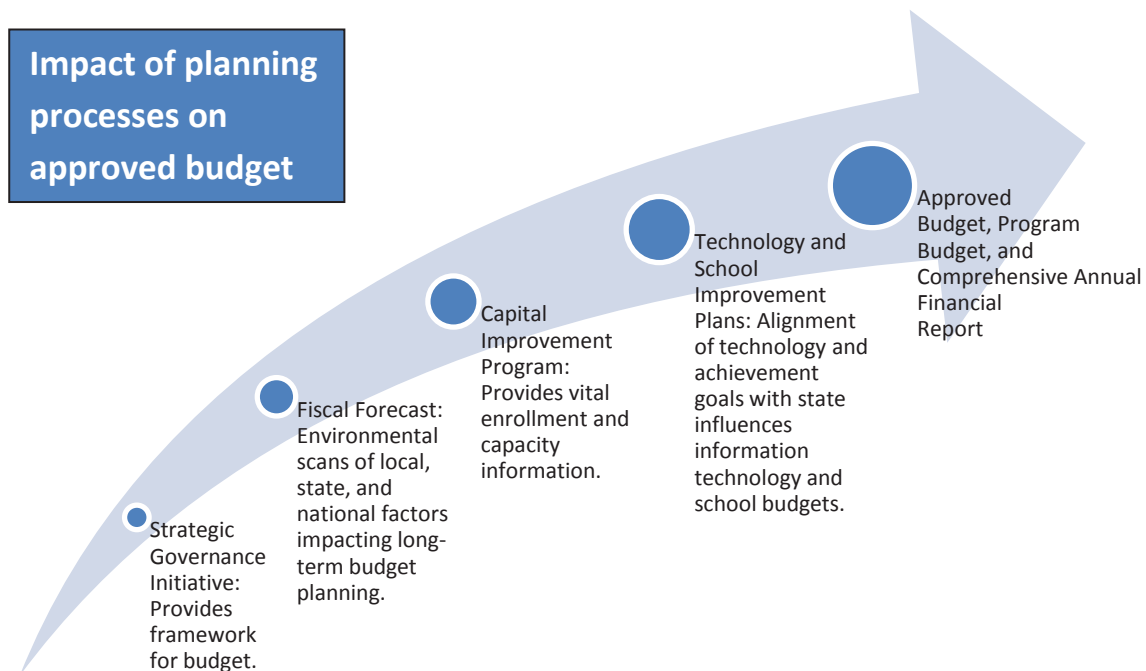 Impact of planning
processes on
approved budget
Strategic
Governance
Initiative:
Provides
framework
for budget.
Fiscal Forecast:
Environmental
scans of local,
state, and
national factors
impacting long-
term budget
planning.
Capital
Improvement
Program:
Provides vital
enrollment and
capacity
information.
Technology and
School
Improvement
Plans: Alignment
of technology and
achievement
goals with state
influences
information
technology and
school budgets.
Approved
Budget, Program
Budget, and
Comprehensive Annual
Financial
Report